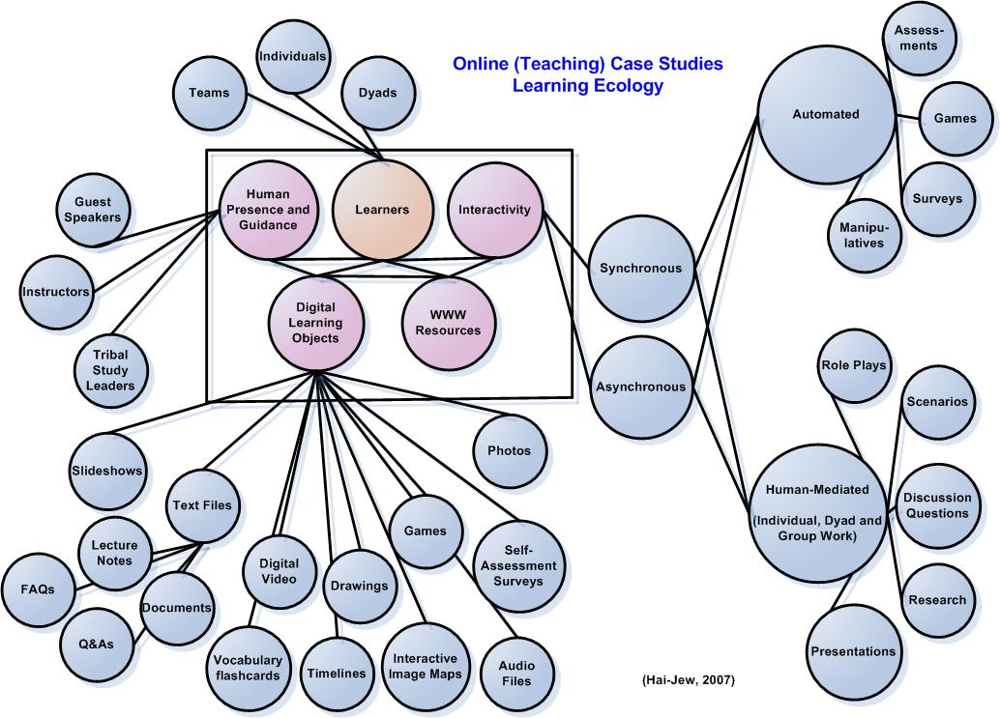 Online (Teaching) Case Studies
Learning Ecology
Individuals
Teams
Dyads
Assess-
ments
Automated
Games
Surveys
Manipu-
latives
Guest
Speakers
Human
Presence and
Guidance
Learners
Interactivity
Instructors
Synchronous
Digital
Learning
Objects
WWW
Resources
Tribal
Study
Leaders
Asynchronous
Role Plays
Scenarios
Photos
Slideshows
Text Files
Human-Mediated
(Individual, Dyad and
Group Work)
Discussion
Questions
Games
Lecture
Notes
Digital
Video
Drawings
Self-
Assessment
Surveys
FAQs
Documents
Q&As
Research
Presentations
Vocabulary
flashcards
Timelines
Interactive
Image Maps
Audio
Files
(Hai-Jew, 2007)